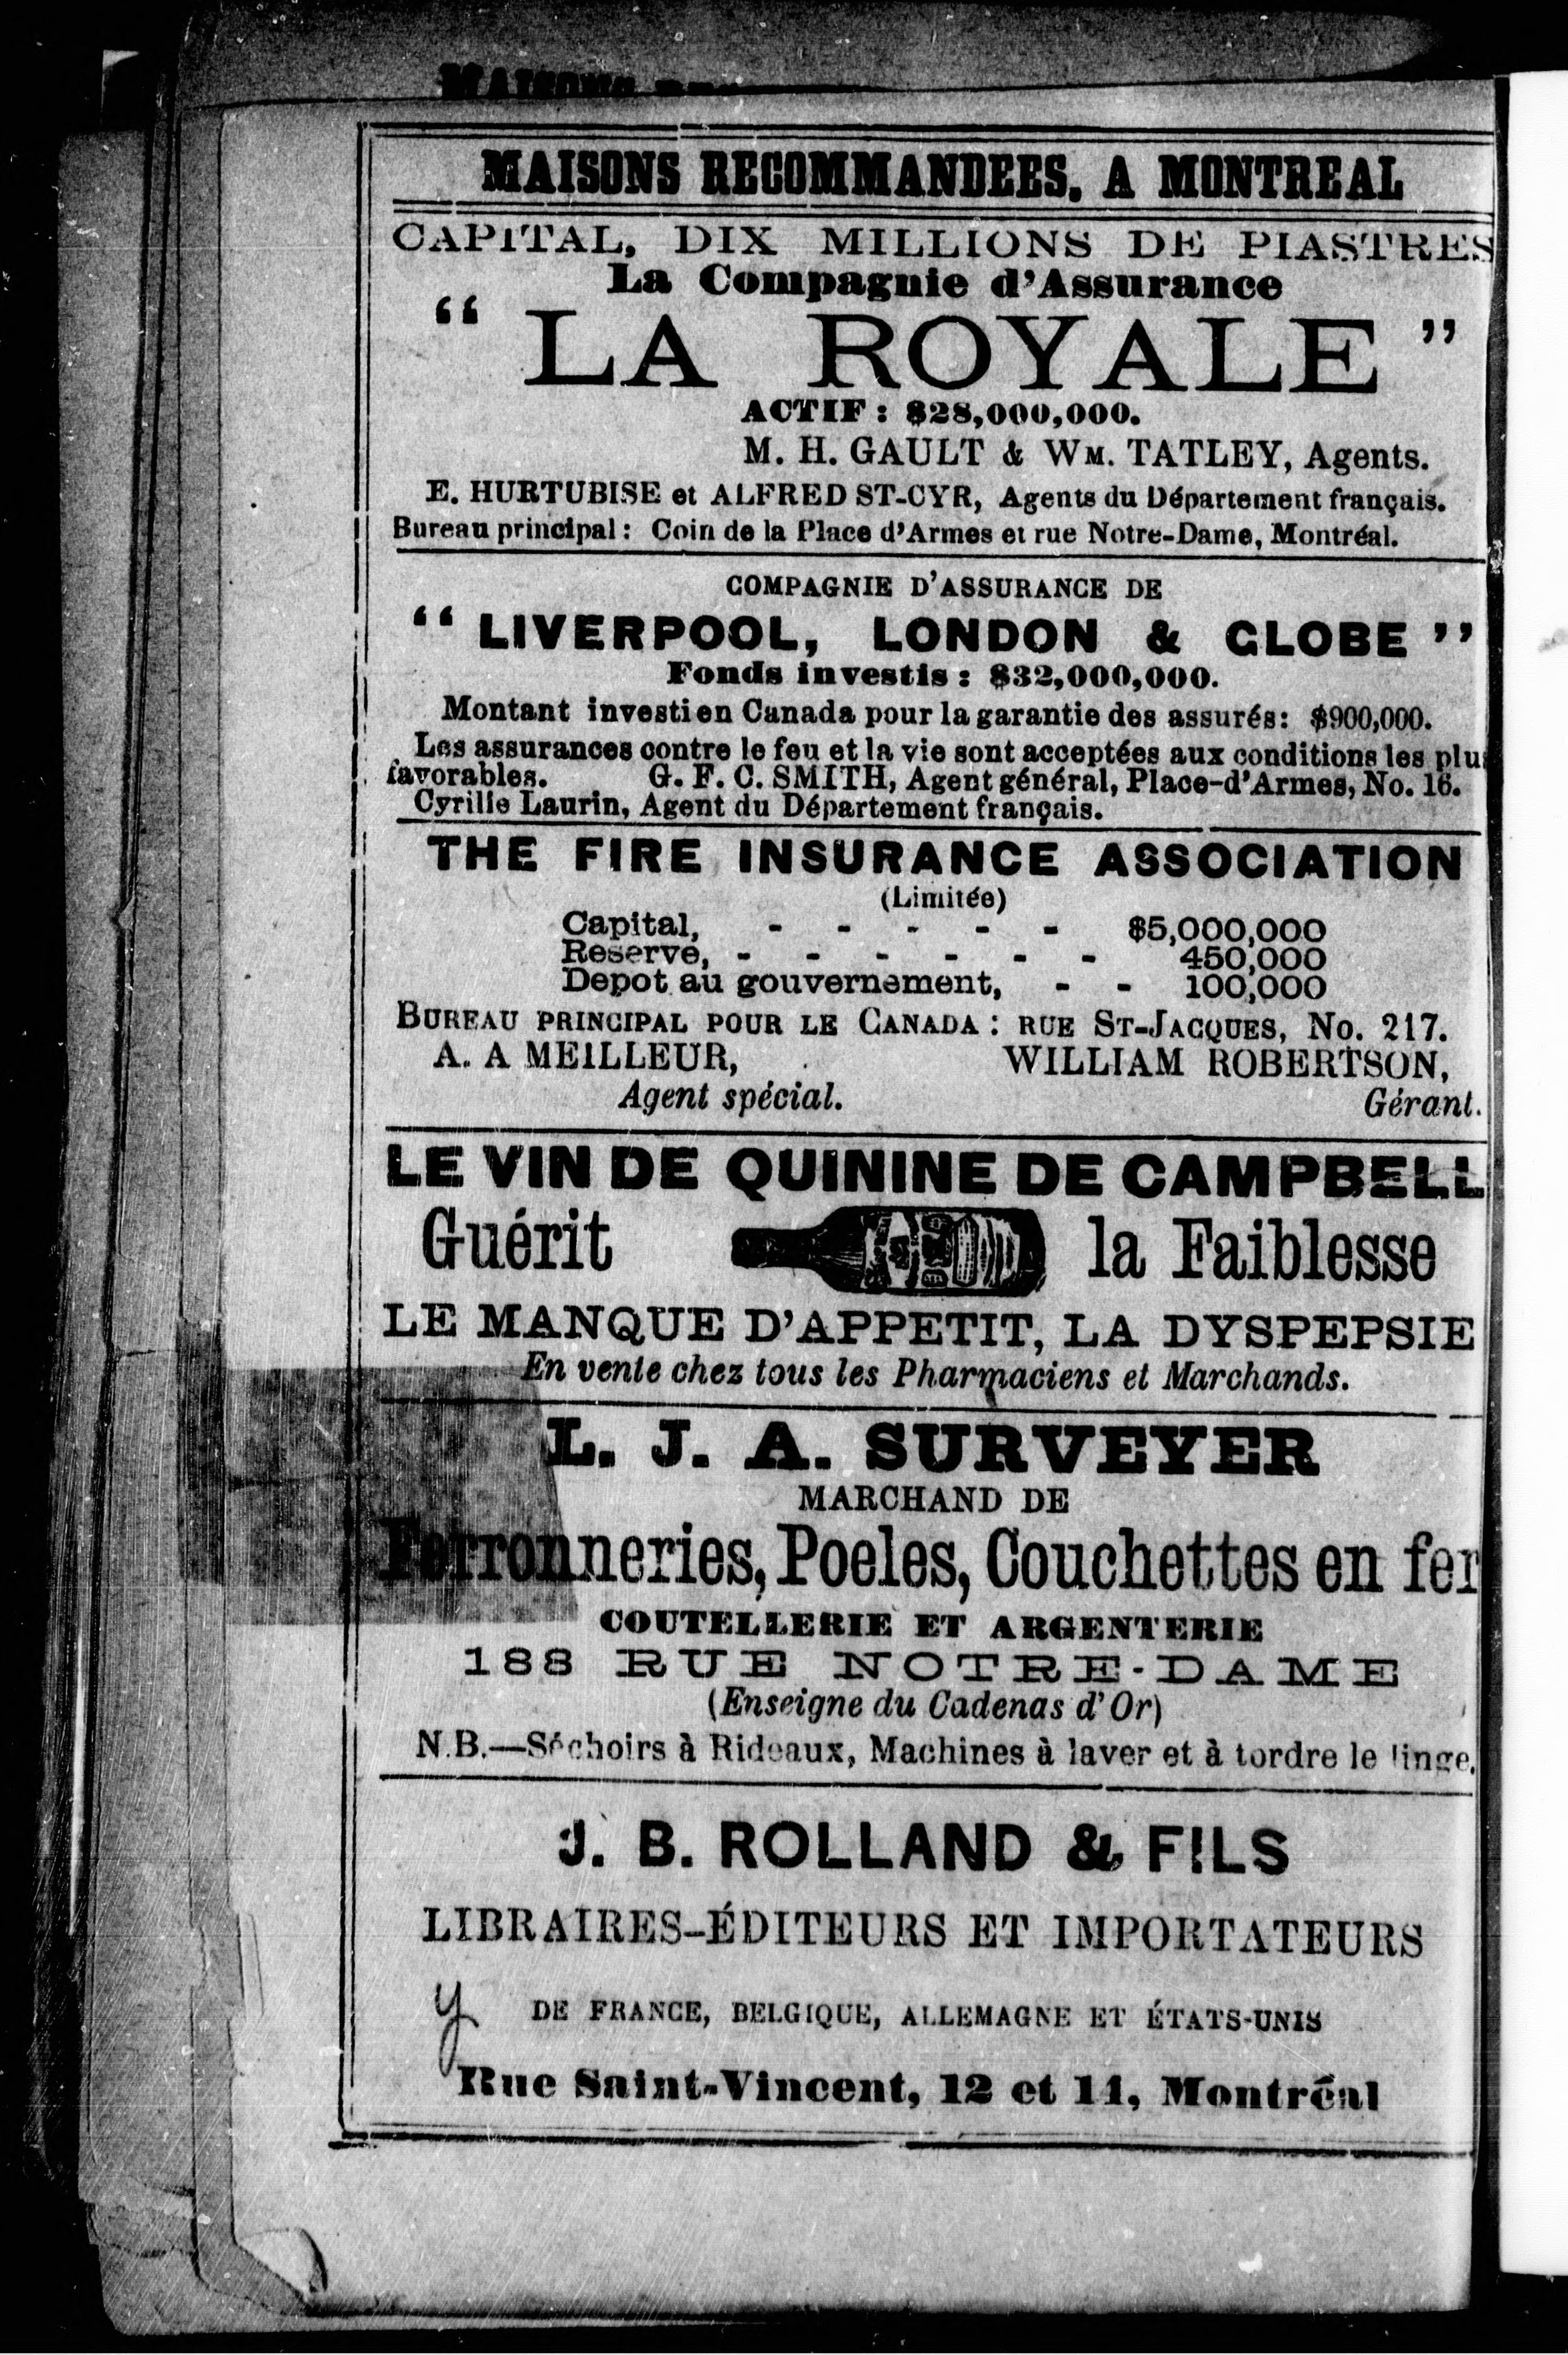 MAISONS RECOMMANDEES, A MONTREAL
CAPITAL, DIX MILLIONS DE PIASTRES
La Compagnie d'Assurance
“ LA ROYALE ”
ACTIF : $28,000,000.
M. H. GAULT & WM. TATLEY, Agents.
E. HURTUBISE et ALFRED ST-CYR, Agents du Département français.
Bureau principal : Coin de la Place d'Armes et rue Notre-Dame, Montréal.
COMPAGNIE D'ASSURANCE DE
“ LIVERPOOL, LONDON & GLOBE ”
Fonds investis : $32,000,000.
Montant investi en Canada pour la garantie des assurés : $900,000.
Les assurances contre le feu et la vie sont acceptées aux conditions les plus
favorables. G. F. C. SMITH, Agent général, Place-d'Armes, No. 16.
Cyrille Laurin, Agent du Département français.
THE FIRE INSURANCE ASSOCIATION
(Limitée)
Capital, - - - - - $5,000,000
Reserve, - - - - - - 450,000
Depot au gouvernement, - - 100,000
BUREAU PRINCIPAL POUR LE CANADA : RUE ST-JACQUES, No. 217.
A. A MEILLEUR, WILLIAM ROBERTSON,
Agent spécial. Gérant.
LE VIN DE QUININE DE CAMPBELL
Guérit la Faiblesse
LE MANQUE D'APPETIT, LA DYSPEPSIE
En vente chez tous les Pharmaciens et Marchands.
L. J. A. SURVEYER
MARCHAND DE
Ferronneries, Poeles, Couchettes en fer
COUTELLERIE ET ARGENTERIE
188 RUE NOTRE-DAME
(Enseigne du Cadenas d'Or)
N.B.—Séchoirs à Rideaux, Machines à laver et à tordre le linge.
J. B. ROLLAND & FILS
LIBRAIRES-ÉDITEURS ET IMPORTATEURS
y DE FRANCE, BELGIQUE, ALLEMAGNE ET ÉTATS-UNIS
Rue Saint-Vincent, 12 et 14, Montréal